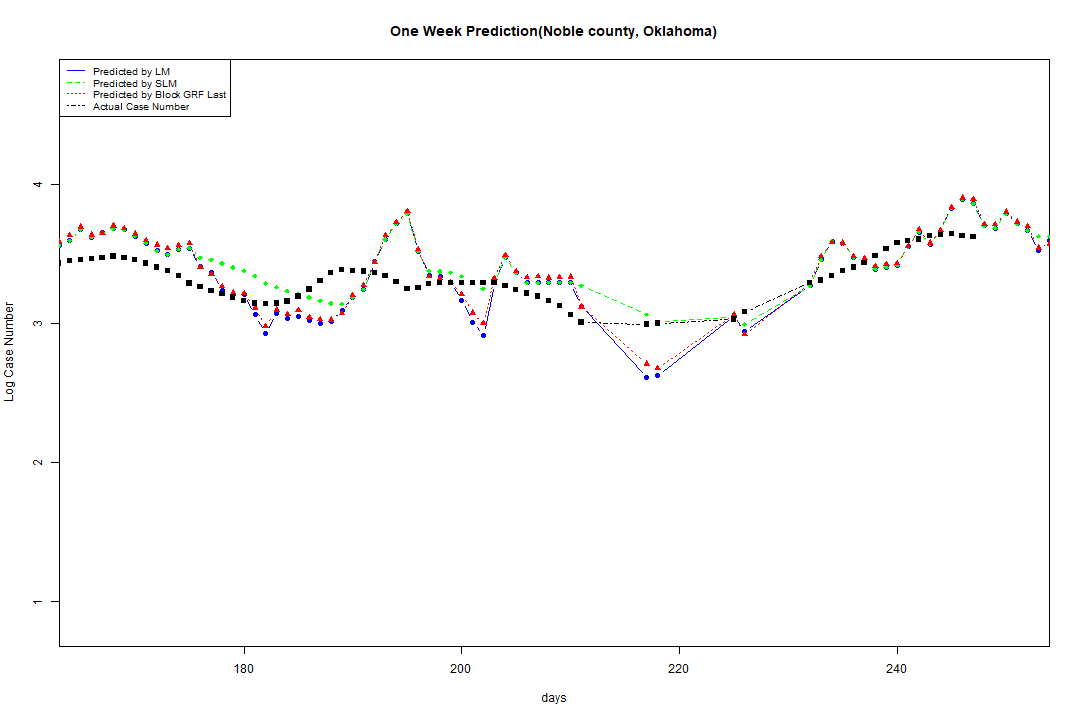 One Week Prediction(Noble county, Oklahoma)
Predicted by LM
Predicted by SLM
Predicted by Block GRF Last
Actual Case Number
4
3
2
1
Log Case Number
180 200 220 240
days